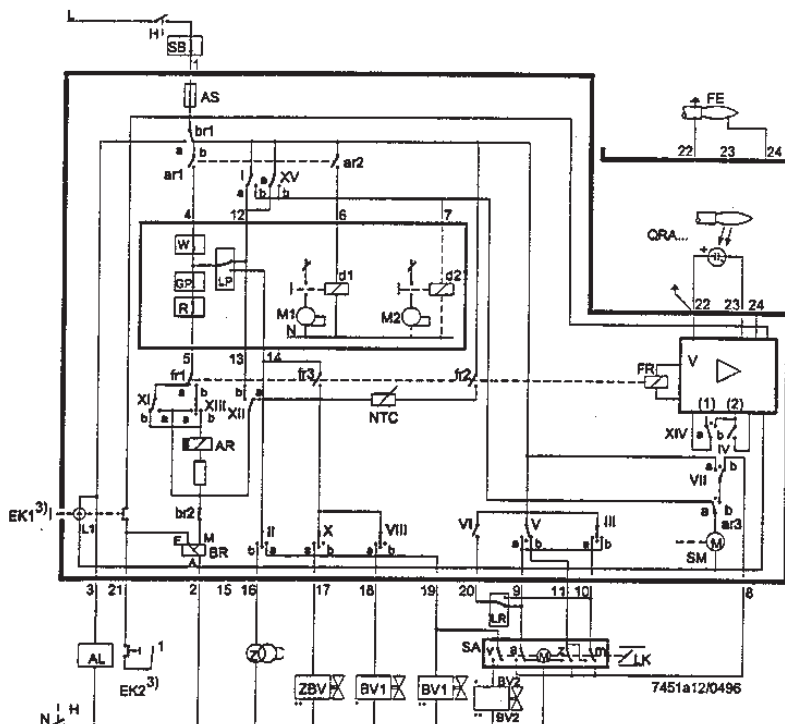 L
H
SB
1
AS
FE
22 23 24
br1
a b
ar1 ar2
I XV
a b a b
4 12 6 7
QRA...
+
W
GP
R
LP
d1 d2
M1 M2
N
22 23 24
5 13 14
V
fr1 fr3 fr2 FR
a b
XI XIII XII
b a a b
b a
NTC
(1) (2)
XIV a b IV
AR
a b
VII
EK1 3)
L1
br2
E M
BR
A
II X VIII
b a a b a b
VI V III
a b a b
a b
ar3
M
SM
3 21 2 15 16 17 18 19 20 9 11 10 8
LR
AL
1
EK2 3)
Z
SA v a M z m LK
ZBV BV1 BV1 BV2
BV2
7451a12/0496
N H